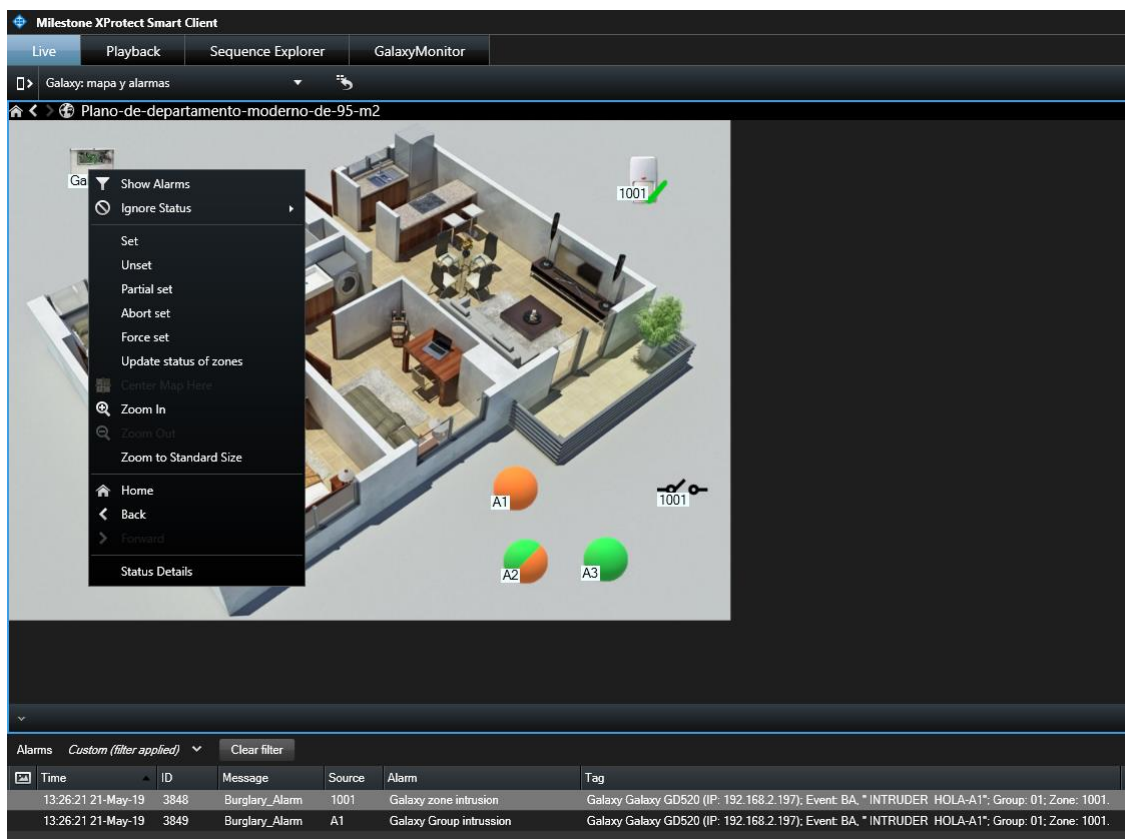 Milestone XProtect Smart Client
Live Playback Sequence Explorer GalaxyMonitor
Galaxy: mapa y alarmas
Plano-de-departamento-moderno-de-95-m2
Ga
1001
Show Alarms
Ignore Status
Set
Unset
Partial set
Abort set
Force set
Update status of zones
Center Map Here
Zoom In
Zoom Out
Zoom to Standard Size
Home
Back
Forward
Status Details
A1
1001
A2
A3
Alarms Custom (filter applied) Clear filter
Time ID Message Source Alarm Tag
13:26:21 21-May-19 3848 Burglary_Alarm 1001 Galaxy zone intrusion Galaxy Galaxy GD520 (IP: 192.168.2.197); Event: BA, " INTRUDER HOLA-A1"; Group: 01; Zone: 1001.
13:26:21 21-May-19 3849 Burglary_Alarm A1 Galaxy Group intrussion Galaxy Galaxy GD520 (IP: 192.168.2.197); Event: BA, " INTRUDER HOLA-A1"; Group: 01; Zone: 1001.